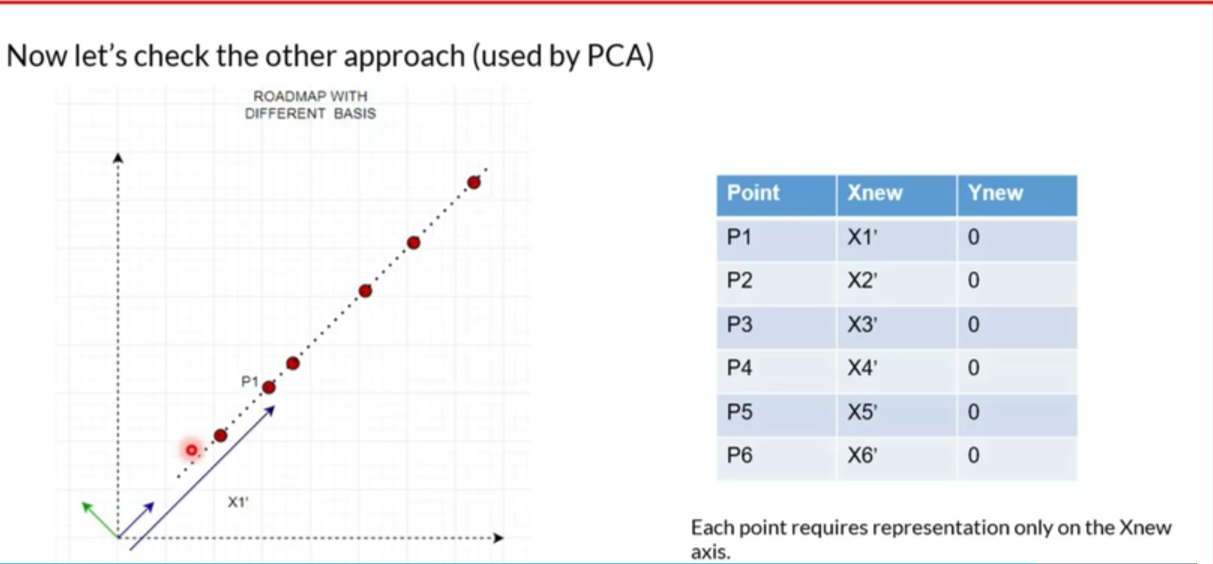 Now let's check the other approach (used by PCA)
ROADMAP WITH
DIFFERENT BASIS
P1
X1'
Point Xnew Ynew
P1 X1' 0
P2 X2' 0
P3 X3' 0
P4 X4' 0
P5 X5' 0
P6 X6' 0
Each point requires representation only on the Xnew
axis.